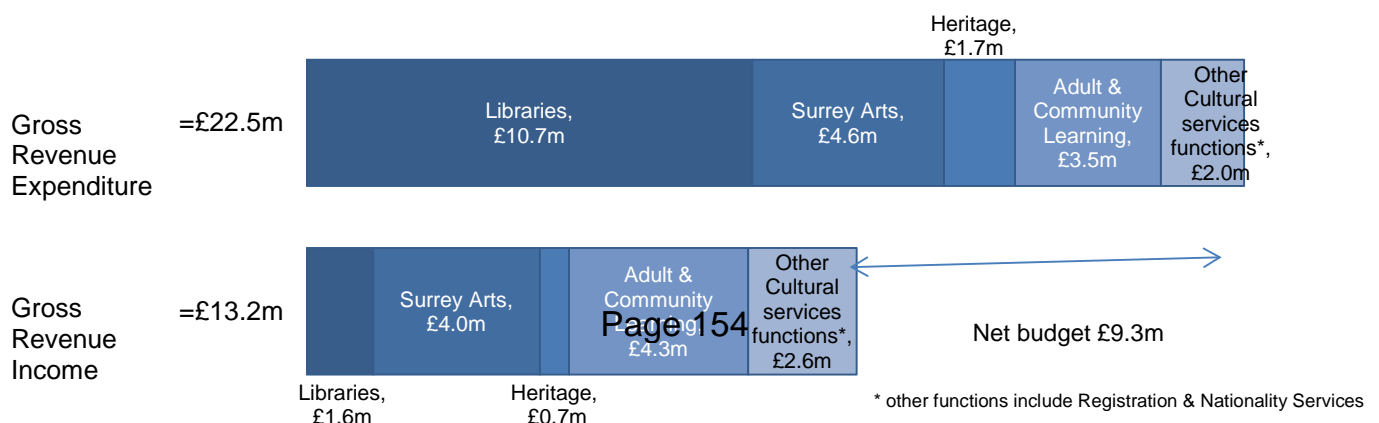 Heritage,
£1.7m
Gross
Revenue
Expenditure
=£22.5m
Libraries,
£10.7m
Surrey Arts,
£4.6m
Adult &
Community
Learning,
£3.5m
Other
Cultural
services
functions*,
£2.0m
Gross
Revenue
Income
=£13.2m
Surrey Arts,
£4.0m
Adult &
Community
Learning,
£4.3m
Page 154
Other
Cultural
services
functions*,
£2.6m
Net budget £9.3m
Libraries,
£1.6m
Heritage,
£0.7m
* other functions include Registration & Nationality Services